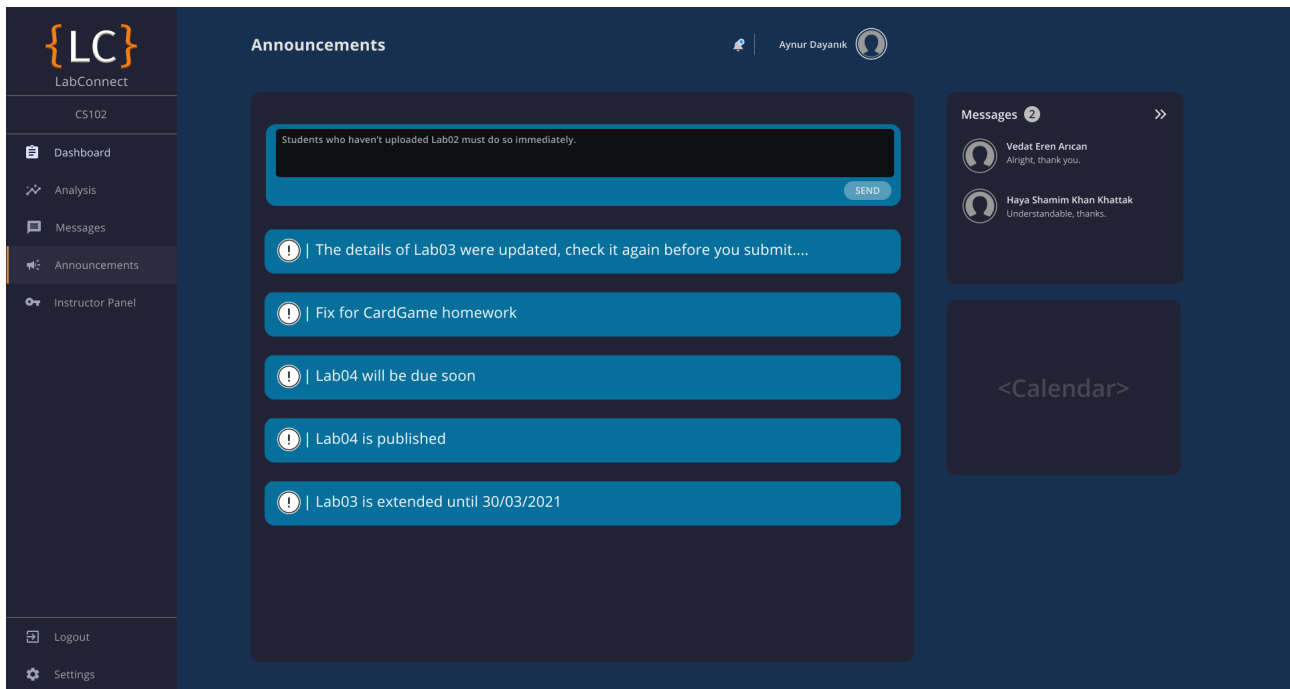 {LC}
LabConnect
CS102
Dashboard
Analysis
Messages
Announcements
Instructor Panel
Logout
Settings
Announcements
Aynur Dayanık
Students who haven't uploaded Lab02 must do so immediately.
SEND
! | The details of Lab03 were updated, check it again before you submit....
! | Fix for CardGame homework
! | Lab04 will be due soon
! | Lab04 is published
! | Lab03 is extended until 30/03/2021
Messages 2 »
Vedat Eren Arıcan
Alright, thank you.
Haya Shamim Khan Khattak
Understandable, thanks.
<Calendar>